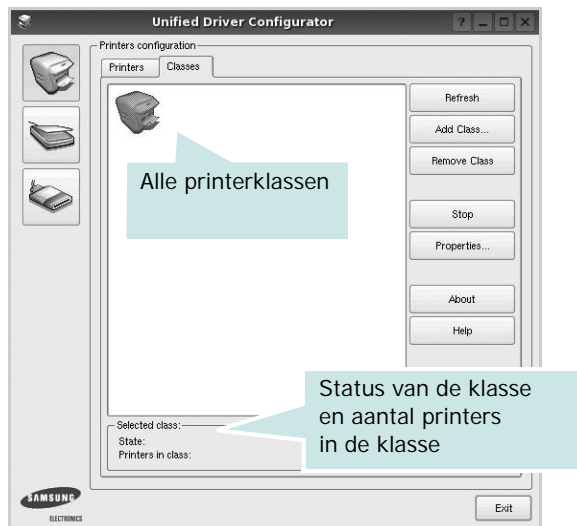 Unified Driver Configurator
Printers configuration
Printers Classes
Refresh
Add Class...
Remove Class
Alle printerklassen
Stop
Properties...
About
Help
Status van de klasse
en aantal printers
in de klasse
Selected class:
State:
Printers in class:
SAMSUNG
ELECTRONICS
Exit